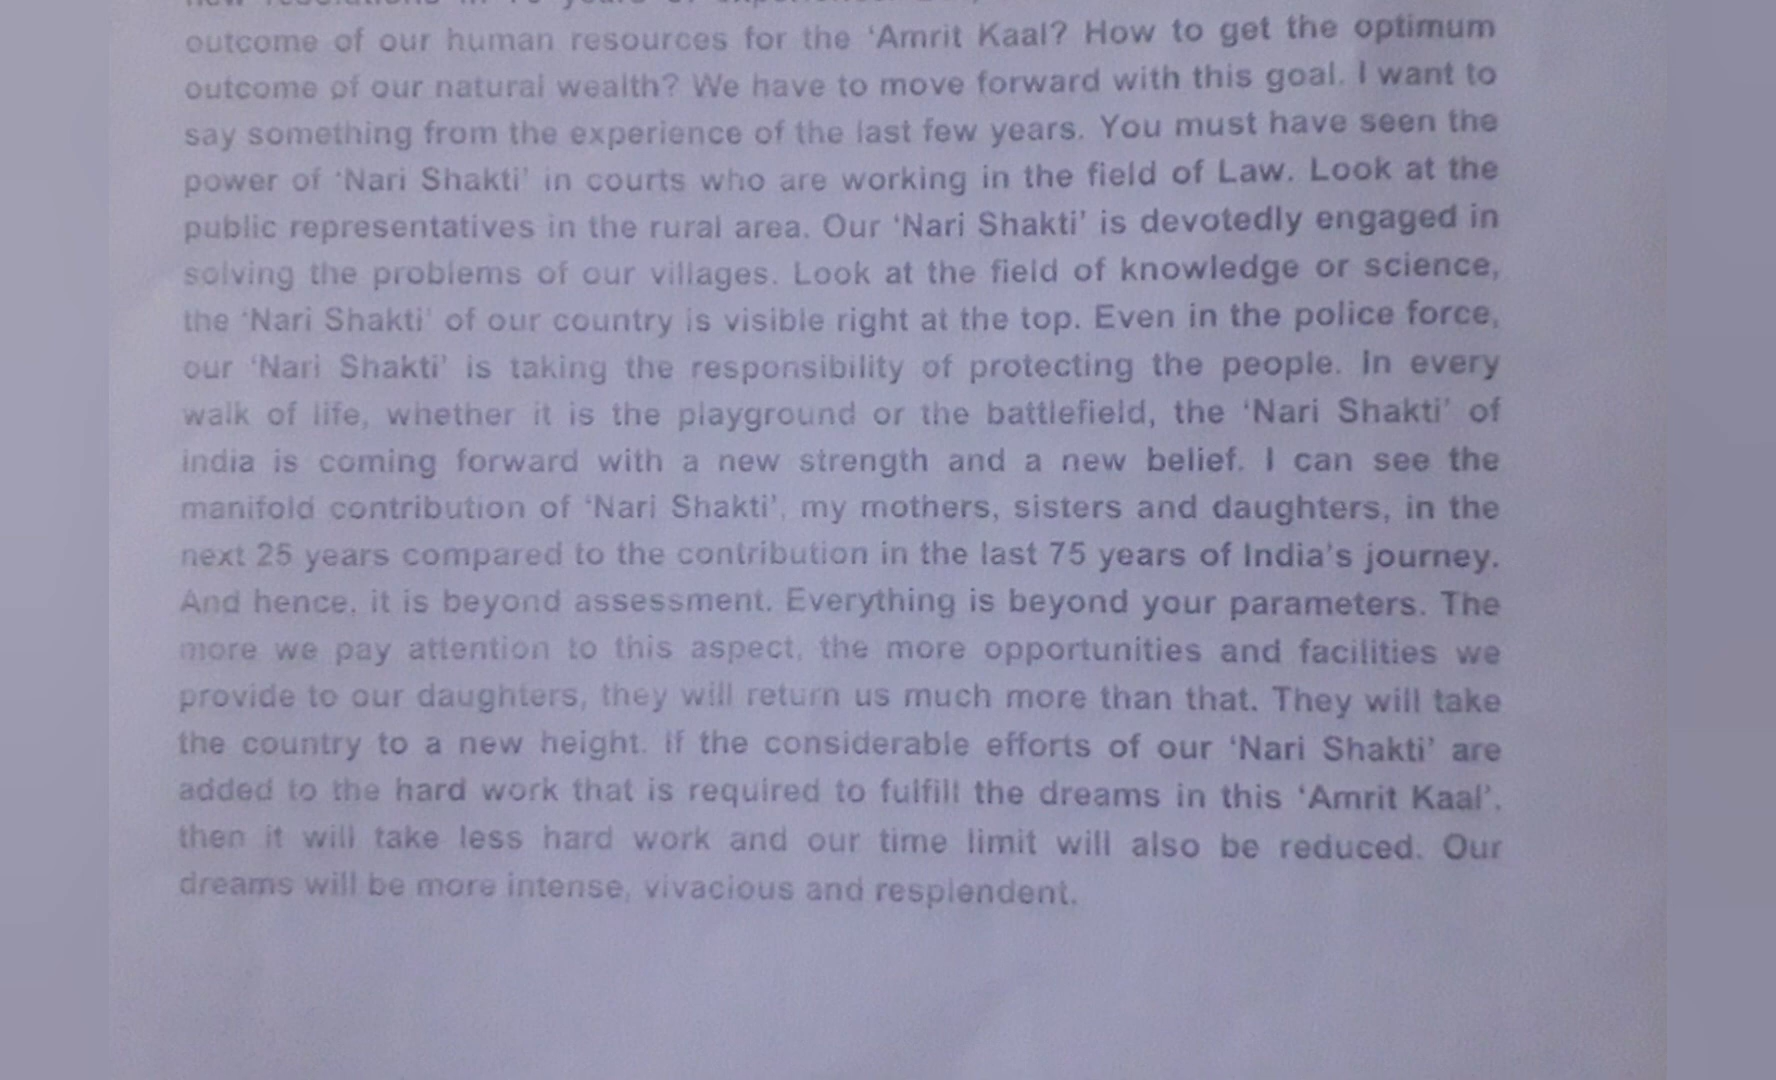 outcome of our human resources for the ‘Amrit Kaal? How to get the optimum
outcome of our natural wealth? We have to move forward with this goal. I want to
say something from the experience of the last few years. You must have seen the
power of ‘Nari Shakti’ in courts who are working in the field of Law. Look at the
public representatives in the rural area. Our ‘Nari Shakti’ is devotedly engaged in
solving the problems of our villages. Look at the field of knowledge or science,
the ‘Nari Shakti’ of our country is visible right at the top. Even in the police force,
our ‘Nari Shakti’ is taking the responsibility of protecting the people. In every
walk of life, whether it is the playground or the battlefield, the ‘Nari Shakti’ of
India is coming forward with a new strength and a new belief. I can see the
manifold contribution of ‘Nari Shakti’, my mothers, sisters and daughters, in the
next 25 years compared to the contribution in the last 75 years of India’s journey.
And hence, it is beyond assessment. Everything is beyond your parameters. The
more we pay attention to this aspect, the more opportunities and facilities we
provide to our daughters, they will return us much more than that. They will take
the country to a new height. If the considerable efforts of our ‘Nari Shakti’ are
added to the hard work that is required to fulfill the dreams in this ‘Amrit Kaal’,
then it will take less hard work and our time limit will also be reduced. Our
dreams will be more intense, vivacious and resplendent.